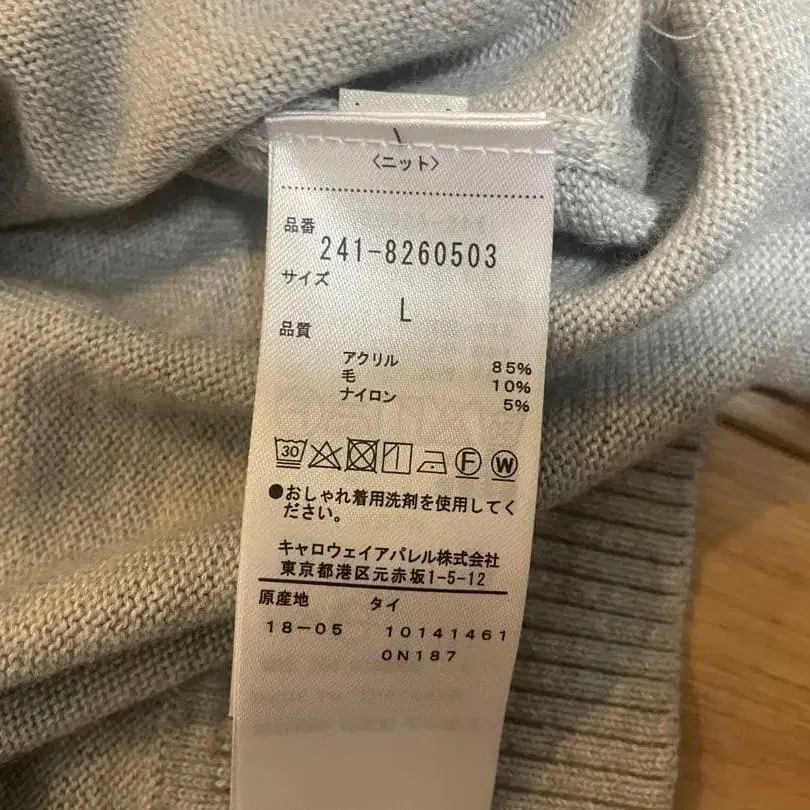 〈ニット〉
品番
241-8260503
サイズ
L
品質
アクリル 85%
毛 10%
ナイロン 5%
30
F
W
●おしゃれ着用洗剤を使用してく
ださい。
キャロウェイアパレル株式会社
東京都港区元赤坂1-5-12
原産地 タイ
18-05 10141461
0N187